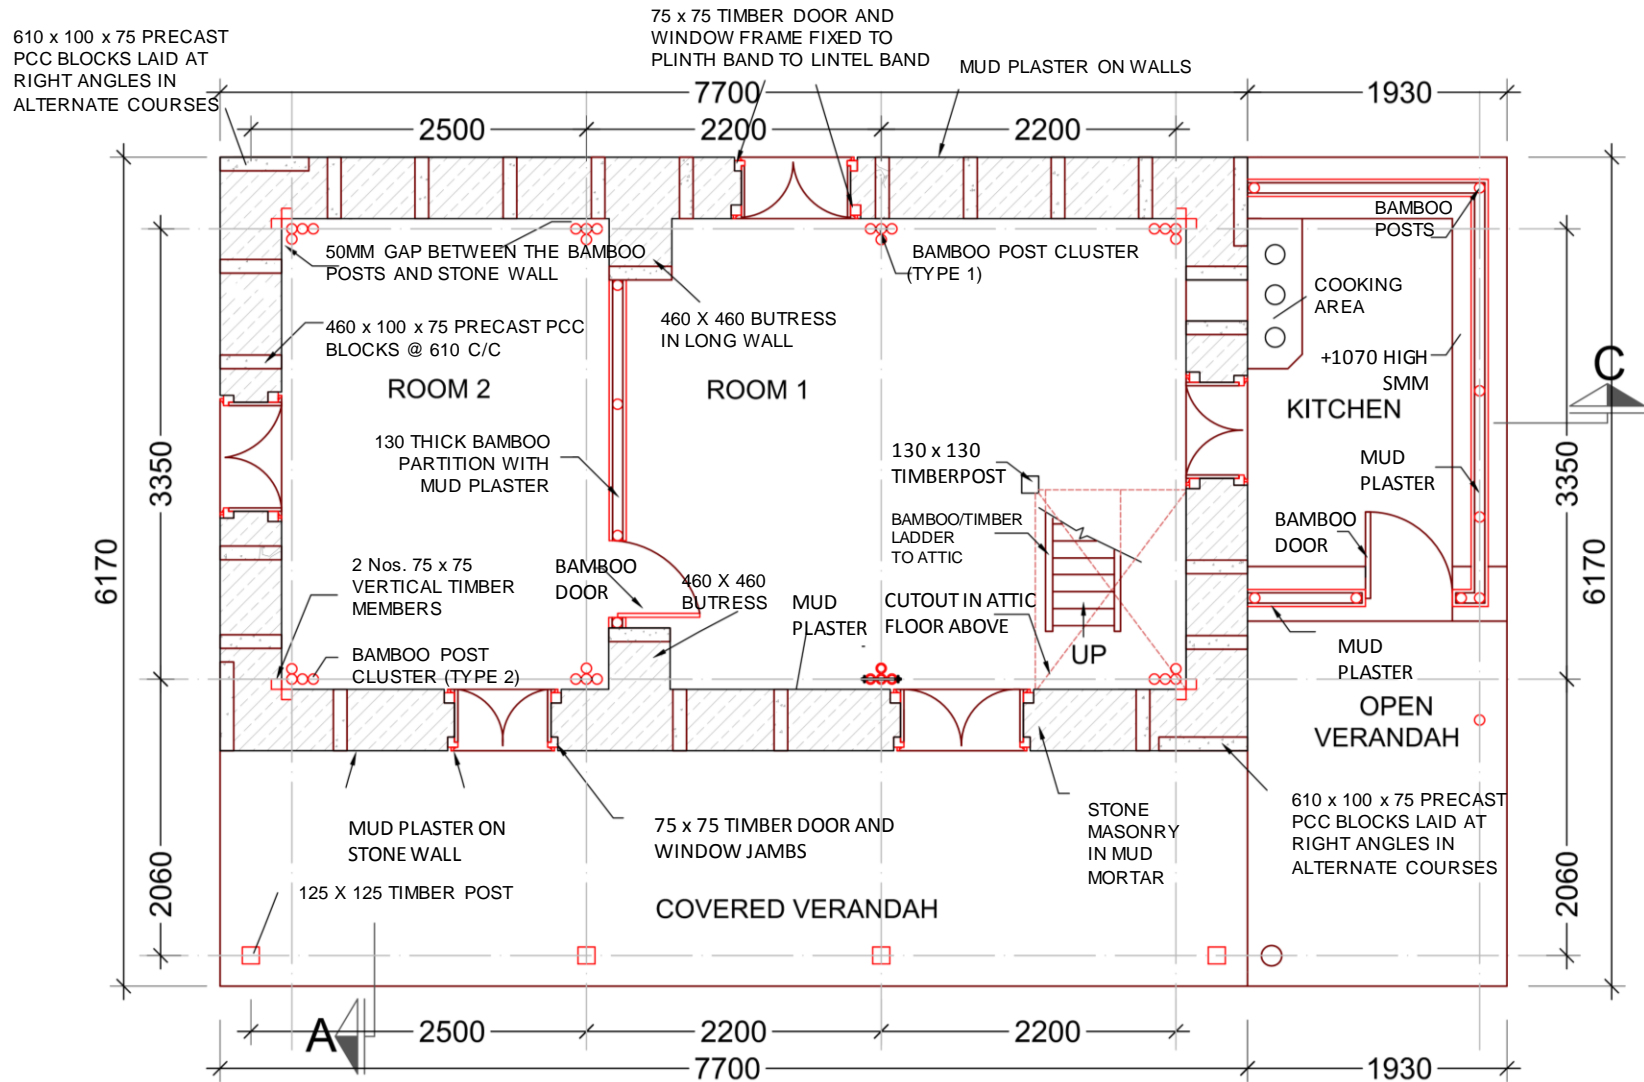 610 x 100 x 75 PRECAST
PCC BLOCKS LAID AT
RIGHT ANGLES IN
ALTERNATE COURSES
75 x 75 TIMBER DOOR AND
WINDOW FRAME FIXED TO
PLINTH BAND TO LINTEL BAND
MUD PLASTER ON WALLS
7700
1930
2500
2200
2200
50MM GAP BETWEEN THE BAMBOO
POSTS AND STONE WALL
BAMBOO POST CLUSTER
(TYPE 1)
BAMBOO
POSTS
COOKING
AREA
460 x 100 x 75 PRECAST PCC
BLOCKS @ 610 C/C
460 X 460 BUTRESS
IN LONG WALL
+1070 HIGH
SMM
C
ROOM 2
ROOM 1
KITCHEN
130 THICK BAMBOO
PARTITION WITH
MUD PLASTER
130 x 130
TIMBERPOST
MUD
PLASTER
3350
3350
6170
6170
BAMBOO/TIMBER
LADDER
TO ATTIC
BAMBOO
DOOR
2 Nos. 75 x 75
VERTICAL TIMBER
MEMBERS
BAMBOO
DOOR
460 X 460
BUTRESS
MUD
PLASTER
CUTOUT IN ATTIC
FLOOR ABOVE
UP
BAMBOO POST
CLUSTER (TYPE 2)
MUD
PLASTER
OPEN
VERANDAH
MUD PLASTER ON
STONE WALL
75 x 75 TIMBER DOOR AND
WINDOW JAMBS
STONE
MASONRY
IN MUD
MORTAR
610 x 100 x 75 PRECAST
PCC BLOCKS LAID AT
RIGHT ANGLES IN
ALTERNATE COURSES
2060
2060
125 X 125 TIMBER POST
COVERED VERANDAH
A
2500
2200
2200
7700
1930